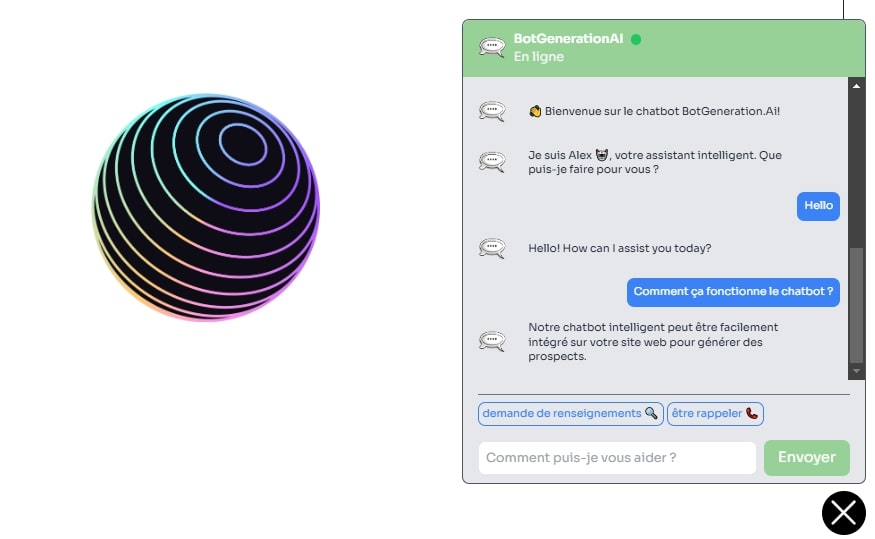 BotGenerationAI
En ligne
👏 Bienvenue sur le chatbot BotGeneration.Ai!
Je suis Alex 😺, votre assistant intelligent. Que
puis-je faire pour vous ?
Hello
Hello! How can I assist you today?
Comment ça fonctionne le chatbot ?
Notre chatbot intelligent peut être facilement
intégré sur votre site web pour générer des
prospects.
demande de renseignements 🔍
être rappeler 📞
Comment puis-je vous aider ?
Envoyer